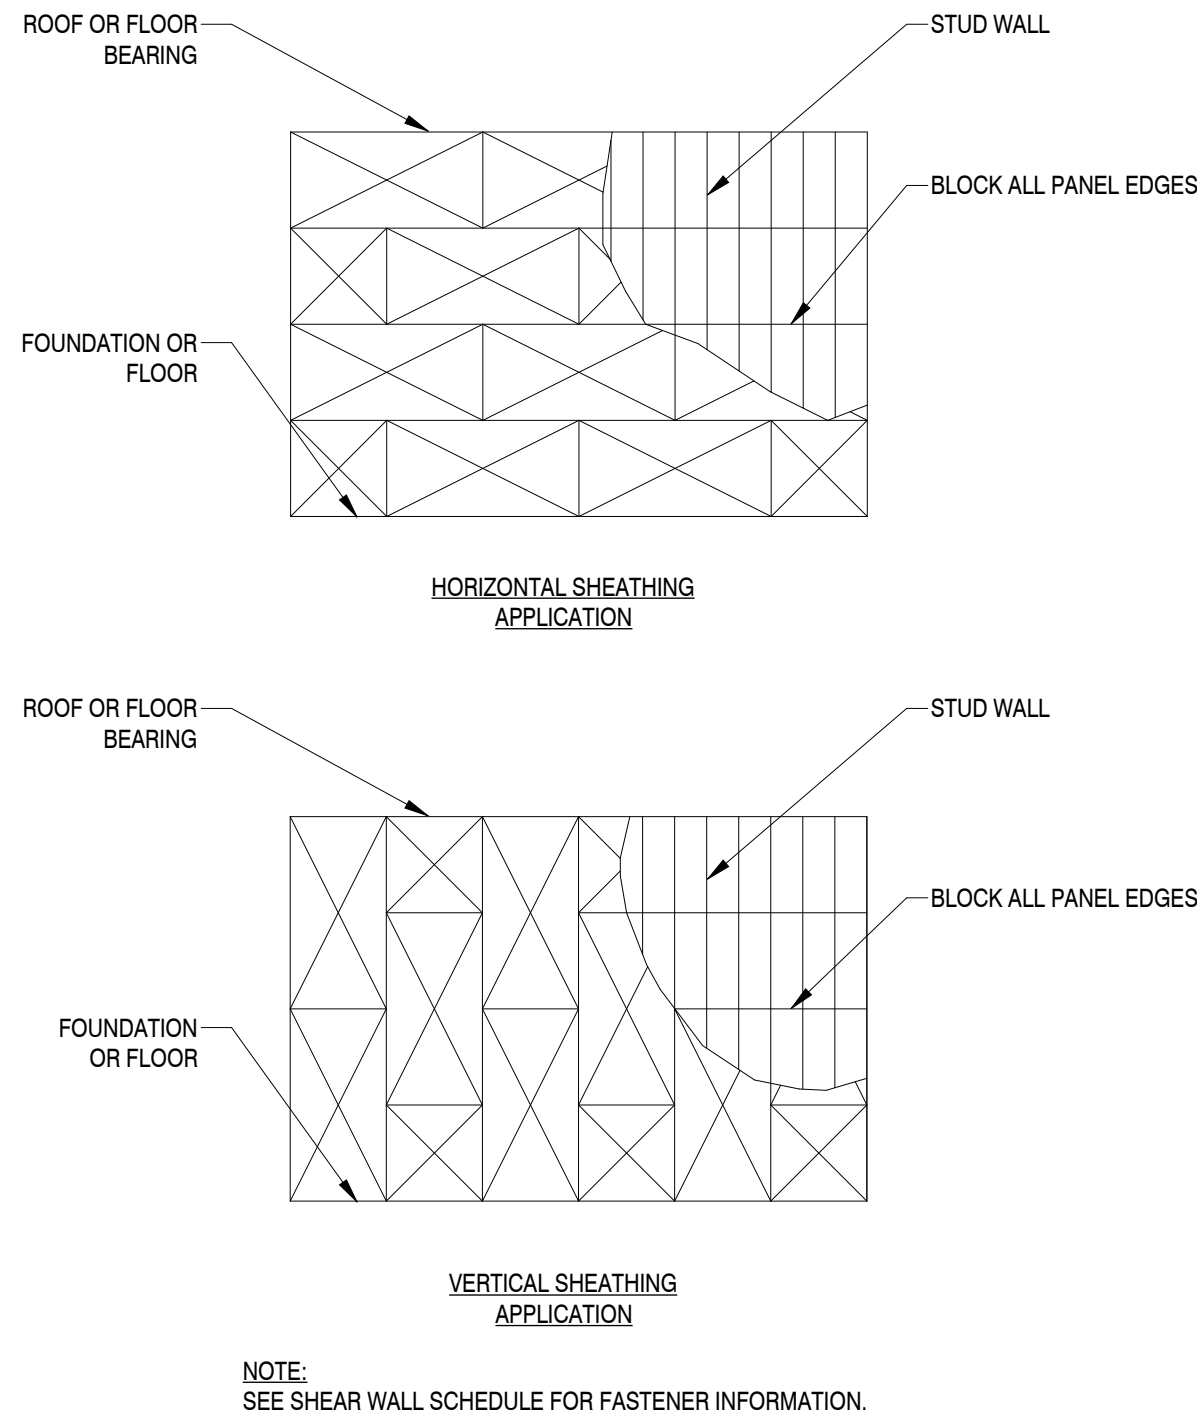 ROOF OR FLOOR
BEARING
STUD WALL
BLOCK ALL PANEL EDGES
FOUNDATION OR
FLOOR
HORIZONTAL SHEATHING
APPLICATION
ROOF OR FLOOR
BEARING
STUD WALL
BLOCK ALL PANEL EDGES
FOUNDATION
OR FLOOR
VERTICAL SHEATHING
APPLICATION
NOTE:
SEE SHEAR WALL SCHEDULE FOR FASTENER INFORMATION.